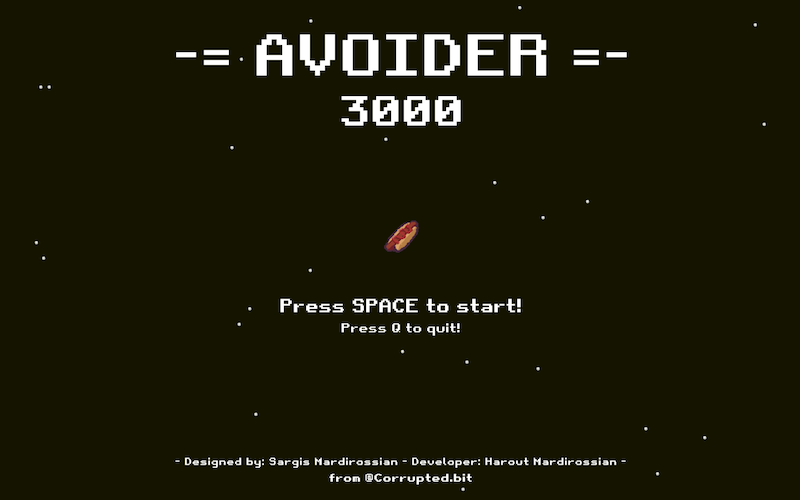 -= AVOIDER =-
3000
Press SPACE to start!
Press Q to quit!
- Designed by: Sargis Mardirossian - Developer: Harout Mardirossian -
from @Corrupted.bit